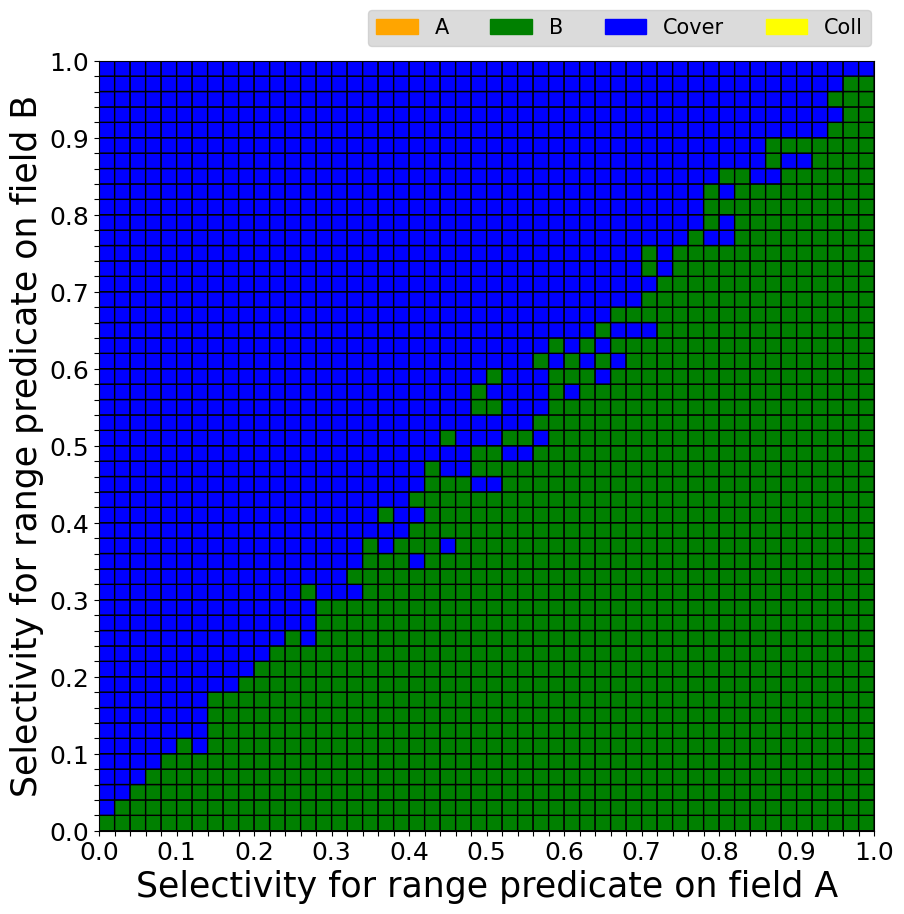 A B Cover Coll
Selectivity for range predicate on field B
1.0
0.9
0.8
0.7
0.6
0.5
0.4
0.3
0.2
0.1
0.0
0.0 0.1 0.2 0.3 0.4 0.5 0.6 0.7 0.8 0.9 1.0
Selectivity for range predicate on field A